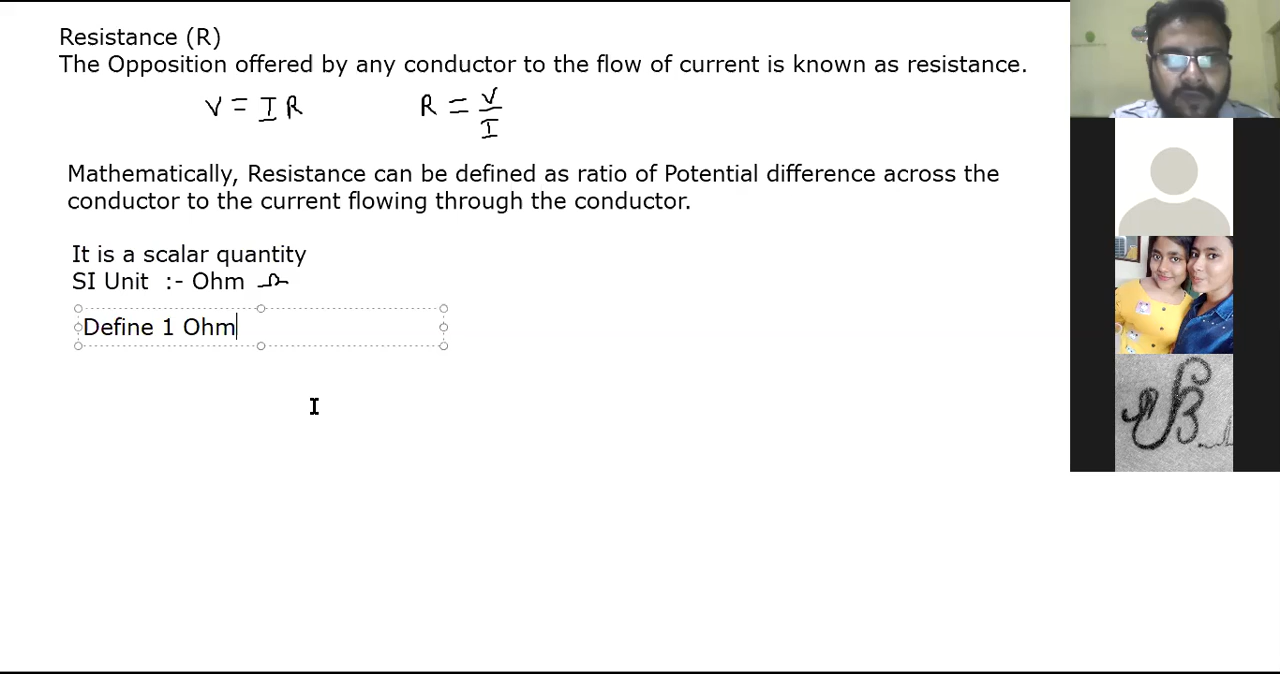 Resistance (R)
The Opposition offered by any conductor to the flow of current is known as resistance.
V = I R
R = V/I
Mathematically, Resistance can be defined as ratio of Potential difference across the
conductor to the current flowing through the conductor.
It is a scalar quantity
SI Unit :- Ohm Ω
Define 1 Ohm